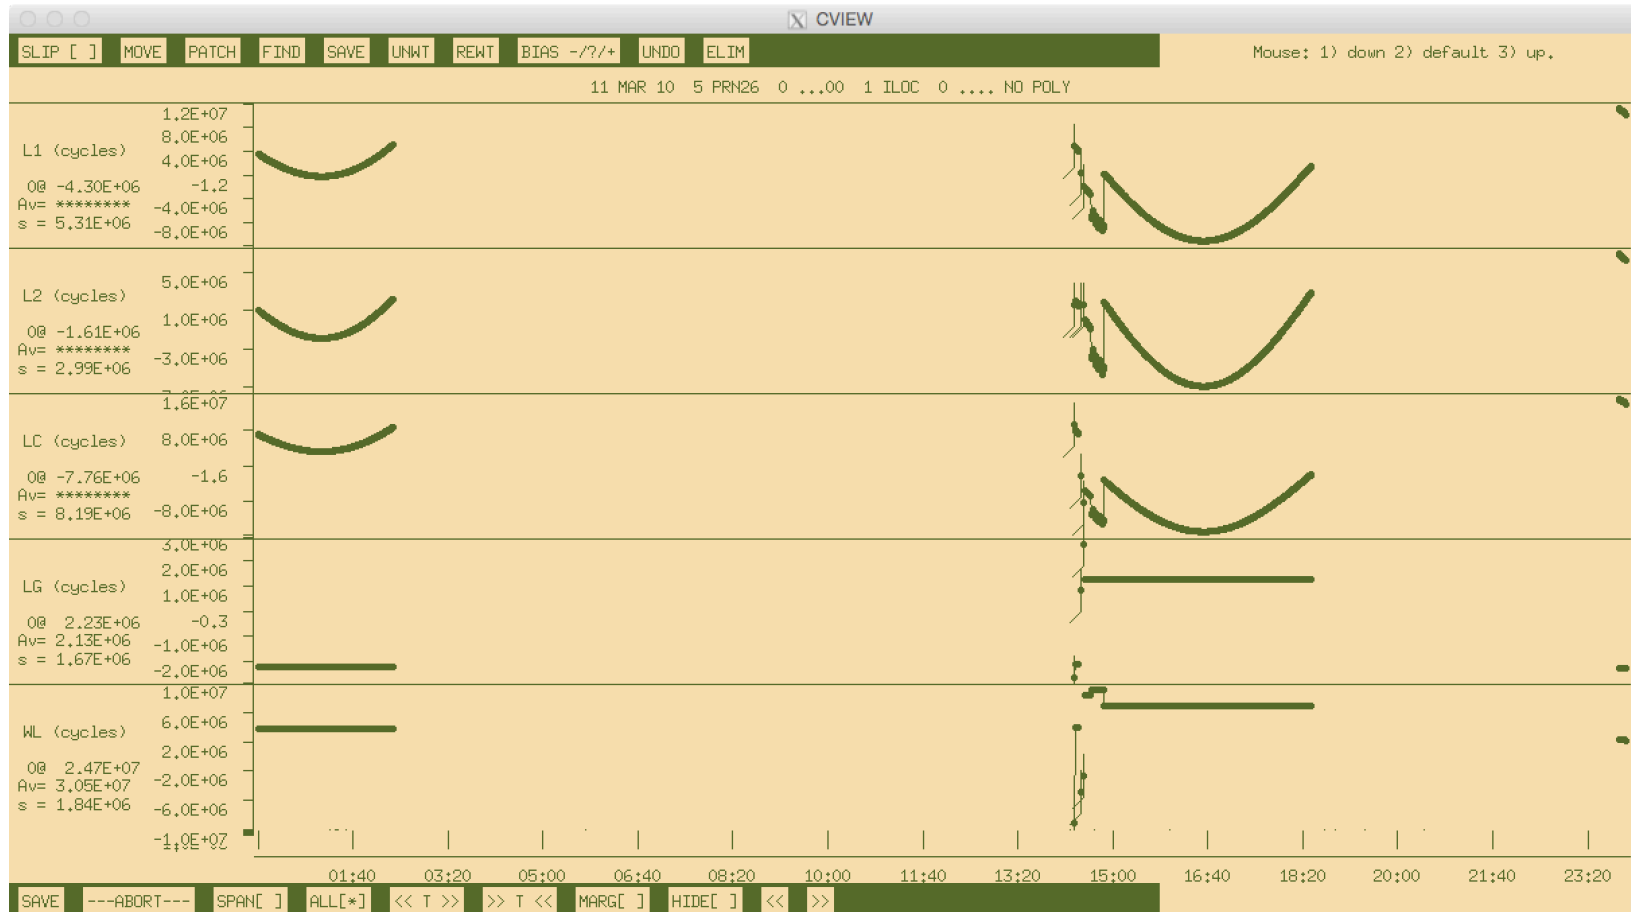 CVIEW
SLIP [ ] MOVE PATCH FIND SAVE UNWT REWT BIAS -/?/+ UNDO ELIM Mouse: 1) down 2) default 3) up.
11 MAR 10 5 PRN26 0 ...00 1 ILOC 0 .... NO POLY
1.2E+07
8.0E+06
L1 (cycles)
4.0E+06
0@ -4.30E+06 -1.2
Av= ********
-4.0E+06
s = 5.31E+06
-8.0E+06
5.0E+06
L2 (cycles)
1.0E+06
0@ -1.61E+06
Av= ********
-3.0E+06
s = 2.99E+06
1.6E+07
LC (cycles) 8.0E+06
0@ -7.76E+06 -1.6
Av= ********
s = 8.19E+06 -8.0E+06
3.0E+06
2.0E+06
LG (cycles)
1.0E+06
0@ 2.23E+06 -0.3
Av= 2.13E+06
-1.0E+06
s = 1.67E+06
-2.0E+06
1.0E+07
6.0E+06
WL (cycles)
2.0E+06
0@ 2.47E+07
Av= 3.05E+07 -2.0E+06
s = 1.84E+06
-6.0E+06
-1.0E+07
01:40 03:20 05:00 06:40 08:20 10:00 11:40 13:20 15:00 16:40 18:20 20:00 21:40 23:20
SAVE ---ABORT--- SPAN[ ] ALL[*] << T >> >> T << MARG[ ] HIDE[ ] << >>